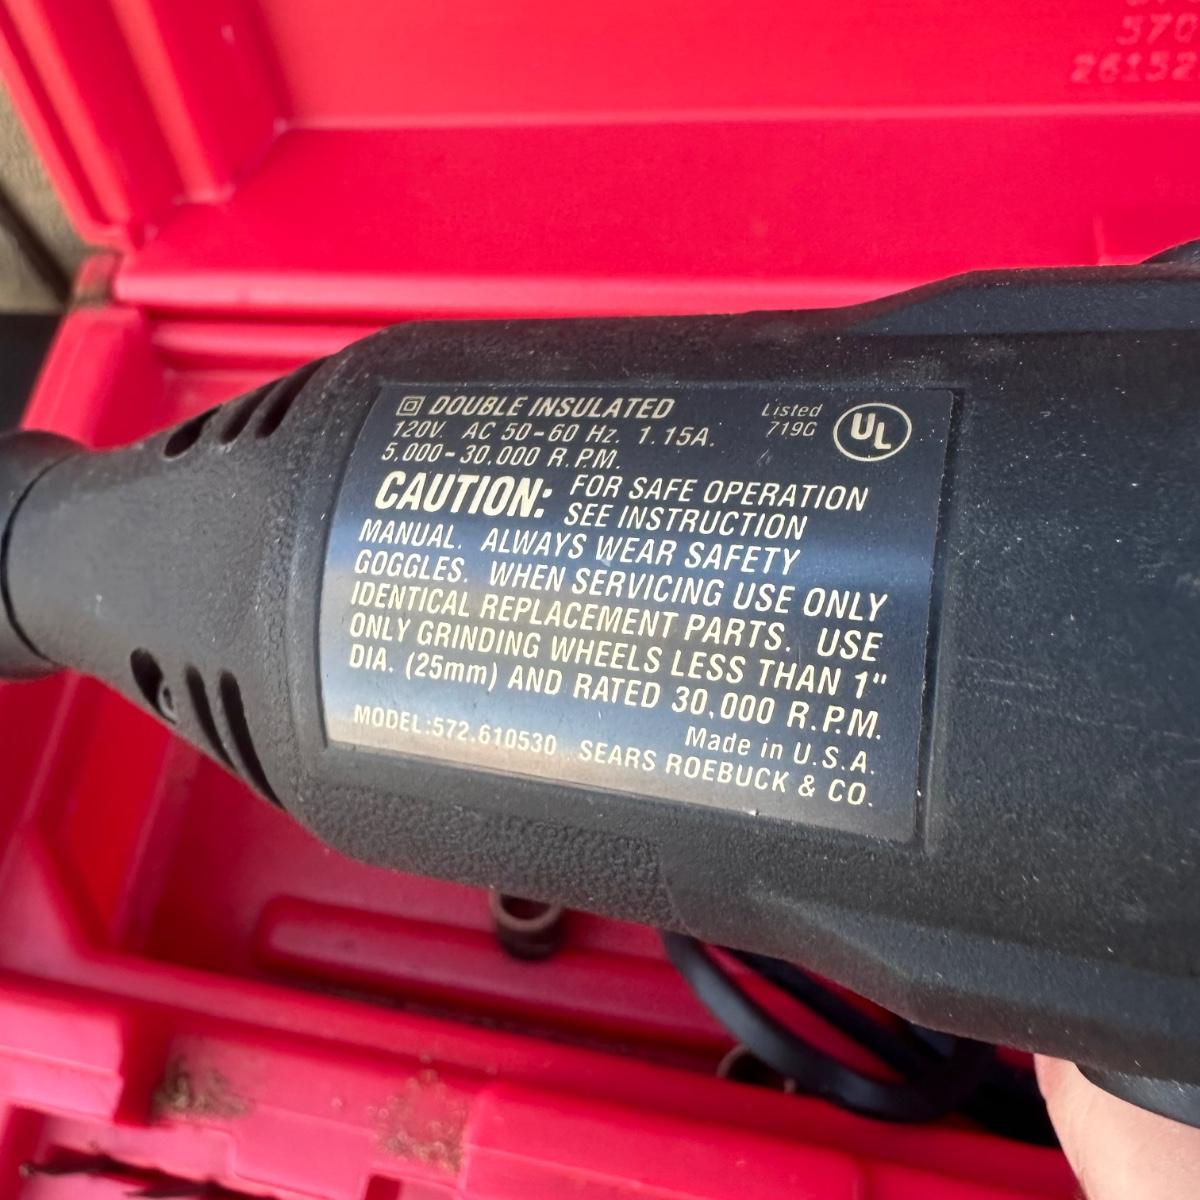 570
26152
DOUBLE INSULATED
120V. AC 50-60 Hz. 1.15A.
5,000-30,000 R.P.M.
Listed
719G
UL
CAUTION: FOR SAFE OPERATION
SEE INSTRUCTION
MANUAL. ALWAYS WEAR SAFETY
GOGGLES. WHEN SERVICING USE ONLY
IDENTICAL REPLACEMENT PARTS. USE
ONLY GRINDING WHEELS LESS THAN 1"
DIA. (25mm) AND RATED 30,000 R.P.M.
Made in U.S.A.
MODEL:572.610530 SEARS ROEBUCK & CO.